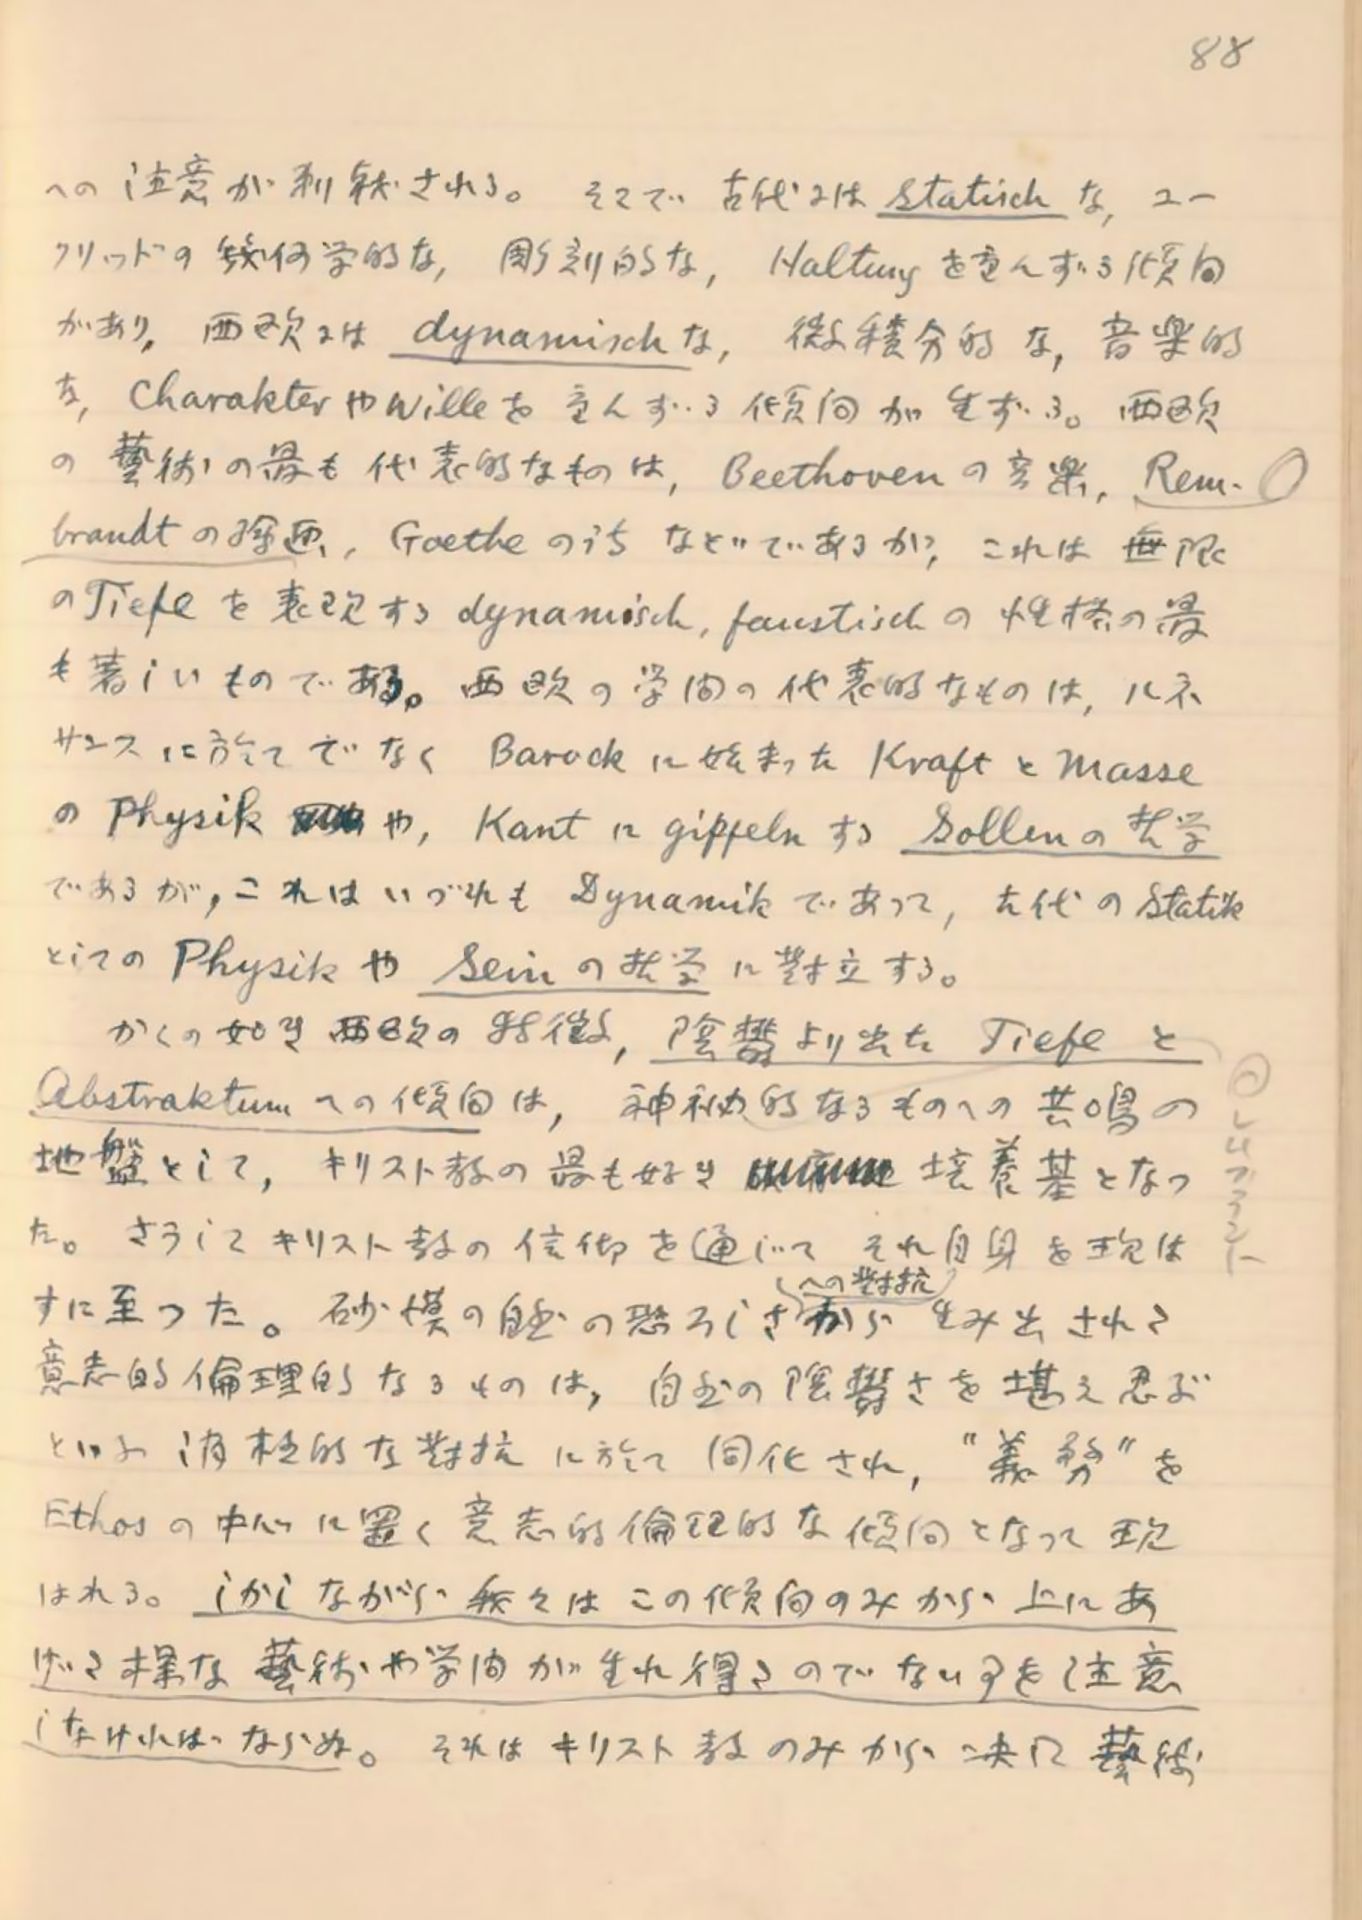 88
への注意が刺戟される。そこで古代には statisch な, ユー
クリッドの幾何学的な, 彫刻的な, Haltung を重んずる傾向
があり, 西欧には dynamisch な, 微積分的な, 音楽的
な, Charakter や Wille を重んずる傾向が生ずる。西欧
の藝術の最も代表的なものは, Beethoven の音楽, Rem-
brandt の繪画, Goethe の詩などであるが, これは無限
の Tiefe を表現する dynamisch, faustisch の性格の最
も著しいものである。西欧の学問の代表的なものは, ルネ
サンスに於てでなく Barock に始まった Kraft と Masse
の Physik や, Kant に gipfeln する Sollen の哲学
であるが, これはいづれも Dynamik であって, 古代の Statik
としての Physik や Sein の哲学に對立する。
かくの如き西欧の特徴, 陰欝より出た Tiefe と
Abstraktum への傾向は, 神秘的なるものへの共鳴の
地盤として, キリスト教の最も好き 培養基となつ
た。さうしてキリスト教の信仰を通じてそれ自身を現は
すに至つた。砂漠の自然の恐ろしさへの對抗から生み出された
意志的倫理的なるものは, 自然の陰欝さを堪え忍ぶ
といふ消極的な對抗に於て同化され, "義務"を
Ethos の中心に置く意志的倫理的な傾向となって現
はれる。しかしながら我々はこの傾向のみから上にあ
げた様な藝術や学問が生れ得たのでない事を注意
しなければならぬ。それはキリスト教のみから決して藝術
◎レムブラント